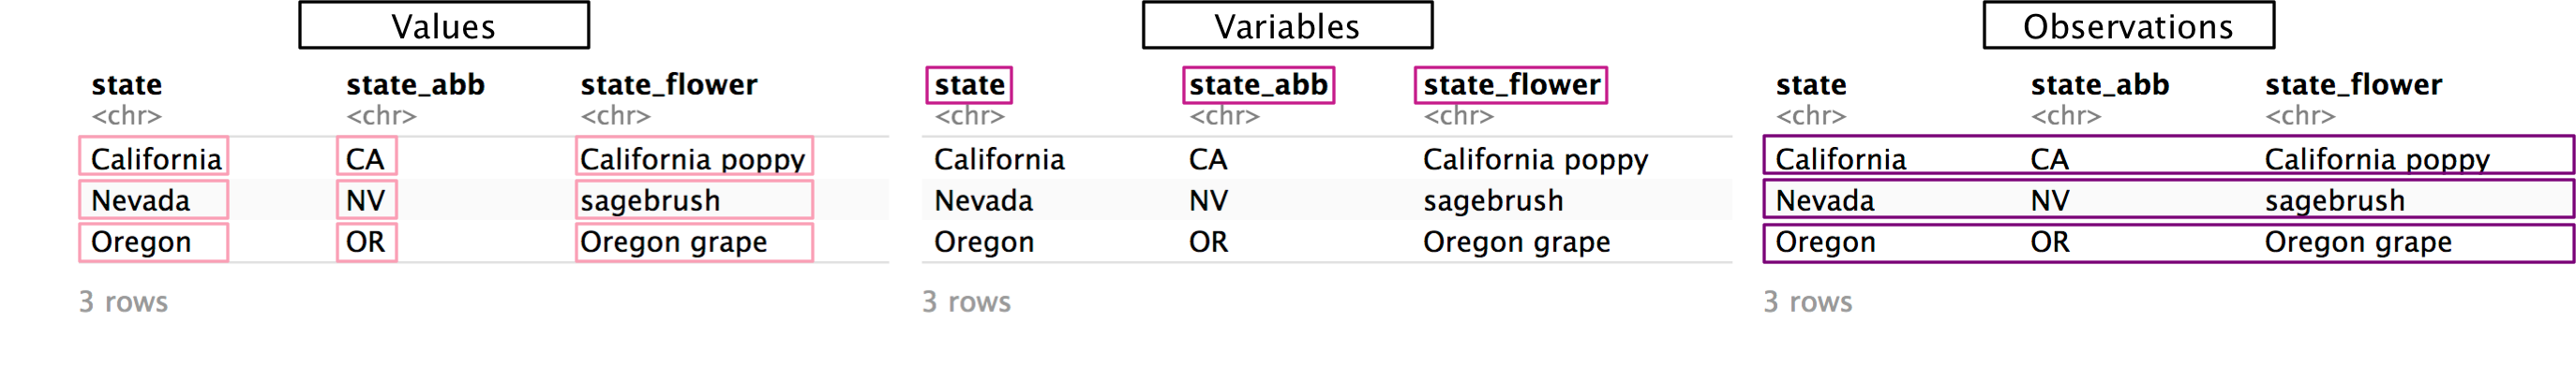 Values
state state_abb state_flower
<chr> <chr> <chr>
California CA California poppy
Nevada NV sagebrush
Oregon OR Oregon grape
3 rows
Variables
state state_abb state_flower
<chr> <chr> <chr>
California CA California poppy
Nevada NV sagebrush
Oregon OR Oregon grape
3 rows
Observations
state state_abb state_flower
<chr> <chr> <chr>
California CA California poppy
Nevada NV sagebrush
Oregon OR Oregon grape
3 rows